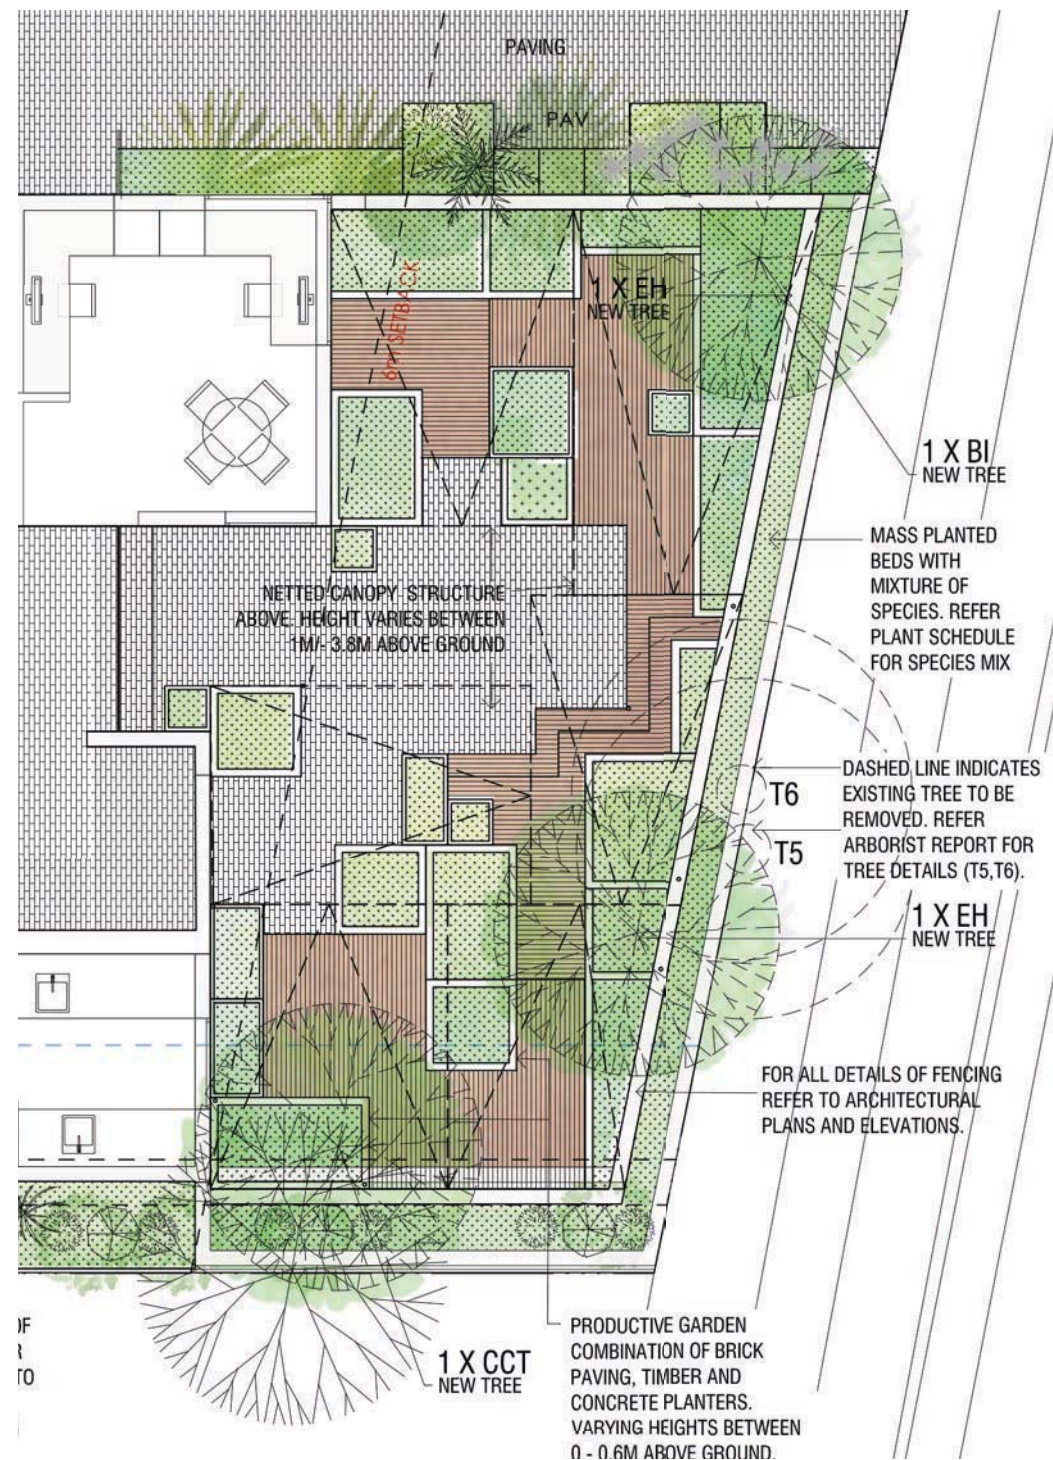 PAVING
PAV
6m SETBACK
1 X EH
NEW TREE
1 X BI
NEW TREE
MASS PLANTED
BEDS WITH
MIXTURE OF
SPECIES. REFER
PLANT SCHEDULE
FOR SPECIES MIX
NETTED CANOPY STRUCTURE
ABOVE. HEIGHT VARIES BETWEEN
1M/- 3.8M ABOVE GROUND
DASHED LINE INDICATES
EXISTING TREE TO BE
REMOVED. REFER
ARBORIST REPORT FOR
TREE DETAILS (T5,T6).
T6
T5
1 X EH
NEW TREE
FOR ALL DETAILS OF FENCING
REFER TO ARCHITECTURAL
PLANS AND ELEVATIONS.
OF
R
TO
1 X CCT
NEW TREE
PRODUCTIVE GARDEN
COMBINATION OF BRICK
PAVING, TIMBER AND
CONCRETE PLANTERS.
VARYING HEIGHTS BETWEEN
0 - 0.6M ABOVE GROUND.